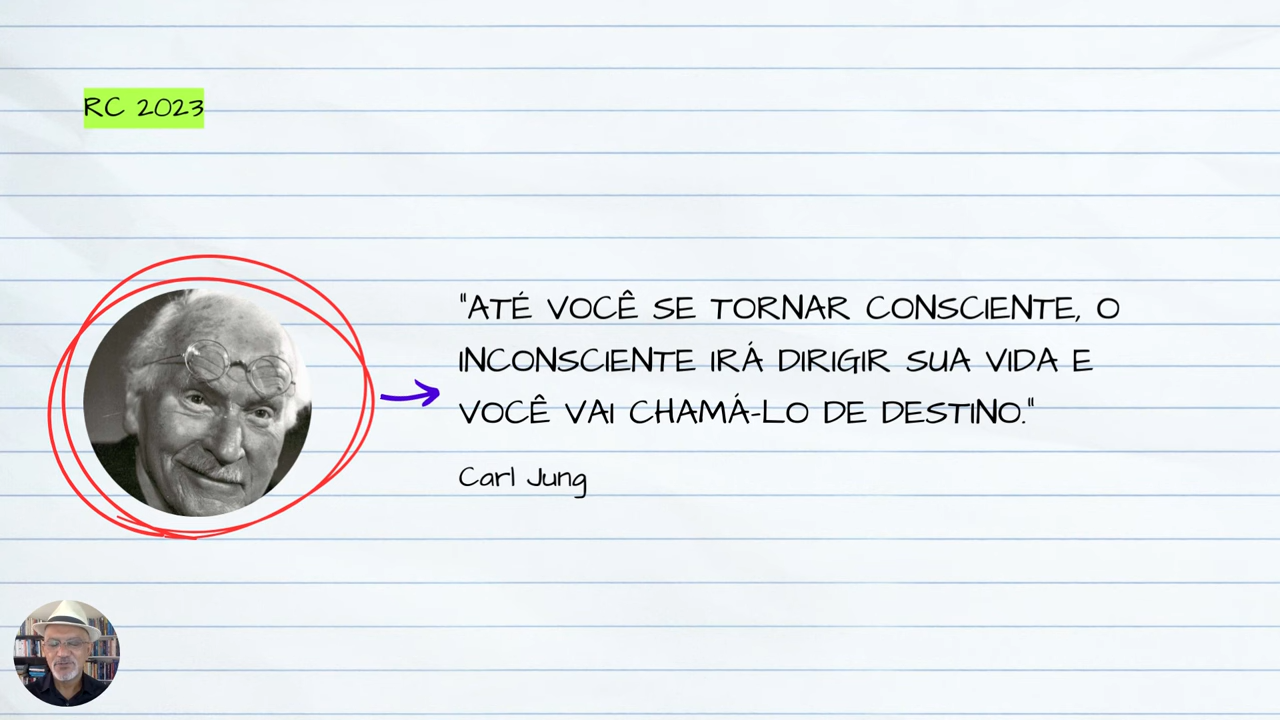 RC 2023
"ATÉ VOCÊ SE TORNAR CONSCIENTE, O
INCONSCIENTE IRÁ DIRIGIR SUA VIDA E
VOCÊ VAI CHAMÁ-LO DE DESTINO."
Carl Jung